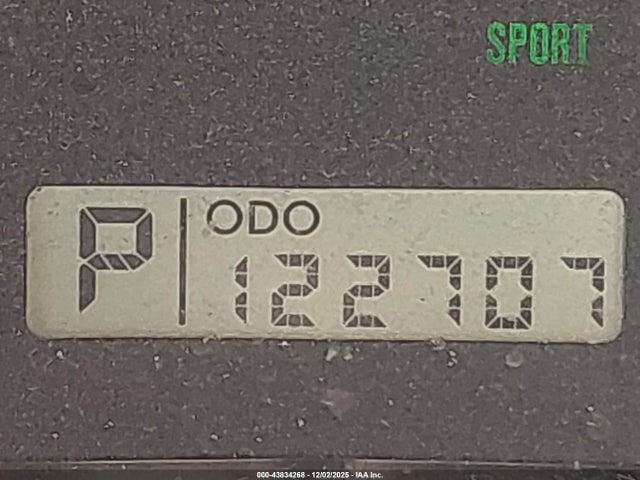 SPORT
P
ODO
122707
000-43834268 - 12/02/2025 - IAA Inc.